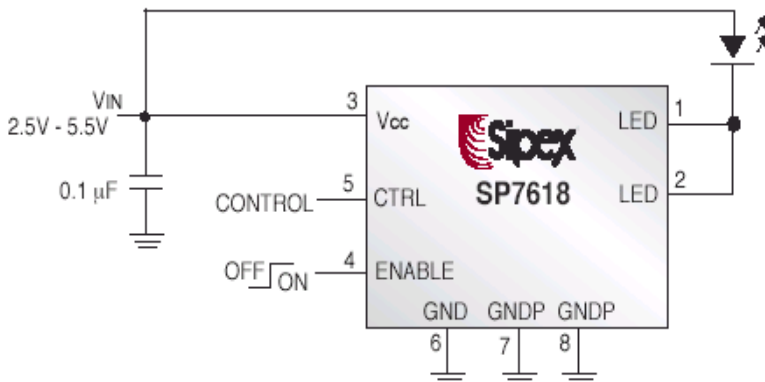 VIN
2.5V - 5.5V
0.1 µF
3
Vcc
Sipex
SP7618
LED
1
LED
2
CONTROL
5
CTRL
OFF
ON
4
ENABLE
GND
GNDP
GNDP
6
7
8